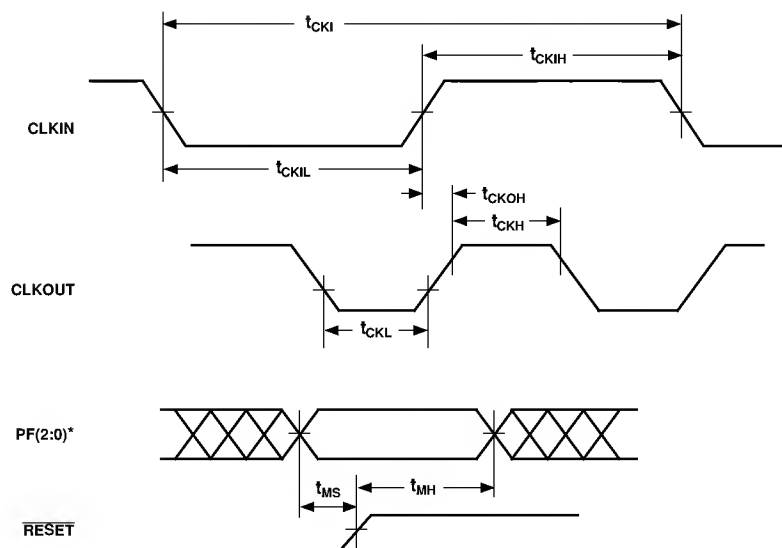 tCKI
tCKIH
CLKIN
tCKIL
tCKOH
tCKH
CLKOUT
tCKL
PF(2:0)*
tMS
tMH
RESET